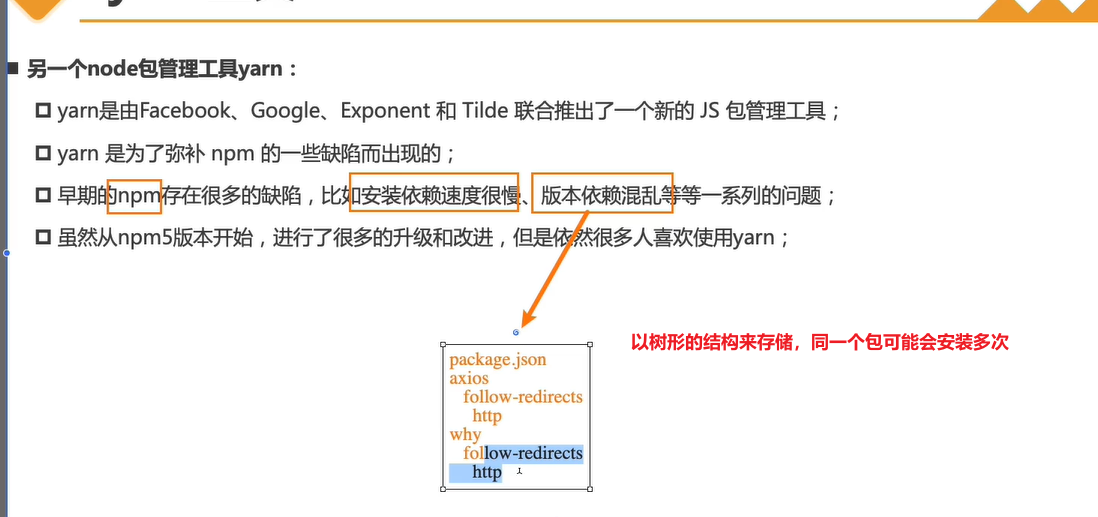 另一个node包管理工具yarn：
yarn是由Facebook、Google、Exponent 和 Tilde 联合推出了一个新的 JS 包管理工具；
yarn 是为了弥补 npm 的一些缺陷而出现的；
早期的npm存在很多的缺陷，比如安装依赖速度很慢、版本依赖混乱等等一系列的问题；
虽然从npm5版本开始，进行了很多的升级和改进，但是依然很多人喜欢使用yarn；
以树形的结构来存储，同一个包可能会安装多次
package.json
axios
follow-redirects
http
why
follow-redirects
http